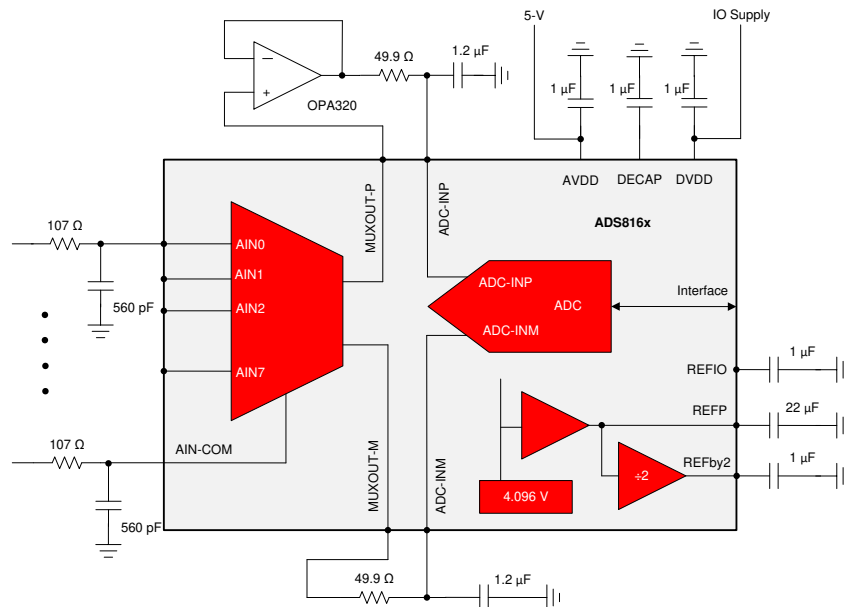 5-V
IO Supply
49.9 Ω
1.2 µF
−
+
OPA320
1 µF
1 µF
1 µF
AVDD
DECAP
DVDD
MUXOUT-P
ADC-INP
ADS816x
107 Ω
AIN0
AIN1
AIN2
AIN7
560 pF
ADC-INP
ADC
ADC-INM
Interface
REFIO
1 µF
REFP
22 µF
REFby2
1 µF
÷2
4.096 V
107 Ω
AIN-COM
560 pF
MUXOUT-M
ADC-INM
49.9 Ω
1.2 µF